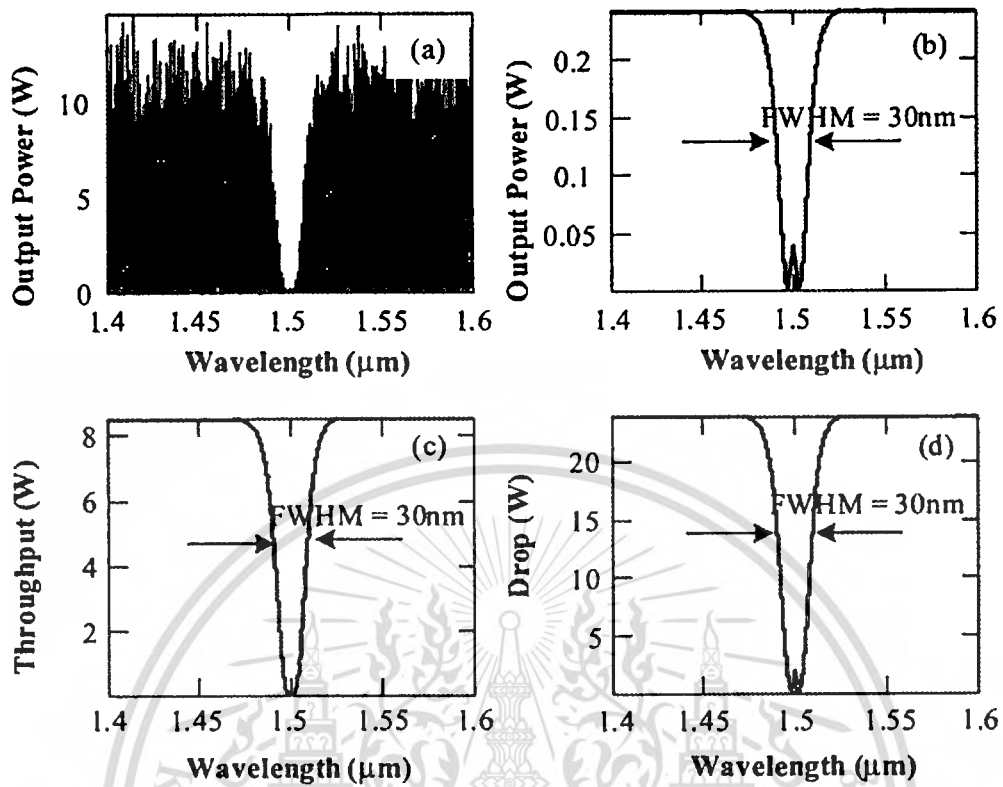 (a)
Output Power (W)
10
5
0
1.4 1.45 1.5 1.55 1.6
Wavelength (μm)
(b)
Output Power (W)
0.2
0.15
0.1
0.05
FWHM = 30nm
1.4 1.45 1.5 1.55 1.6
Wavelength (μm)
(c)
Throughput (W)
8
6
4
2
FWHM = 30nm
1.4 1.45 1.5 1.55 1.6
Wavelength (μm)
(d)
Drop (W)
20
15
10
5
FWHM = 30nm
1.4 1.45 1.5 1.55 1.6
Wavelength (μm)